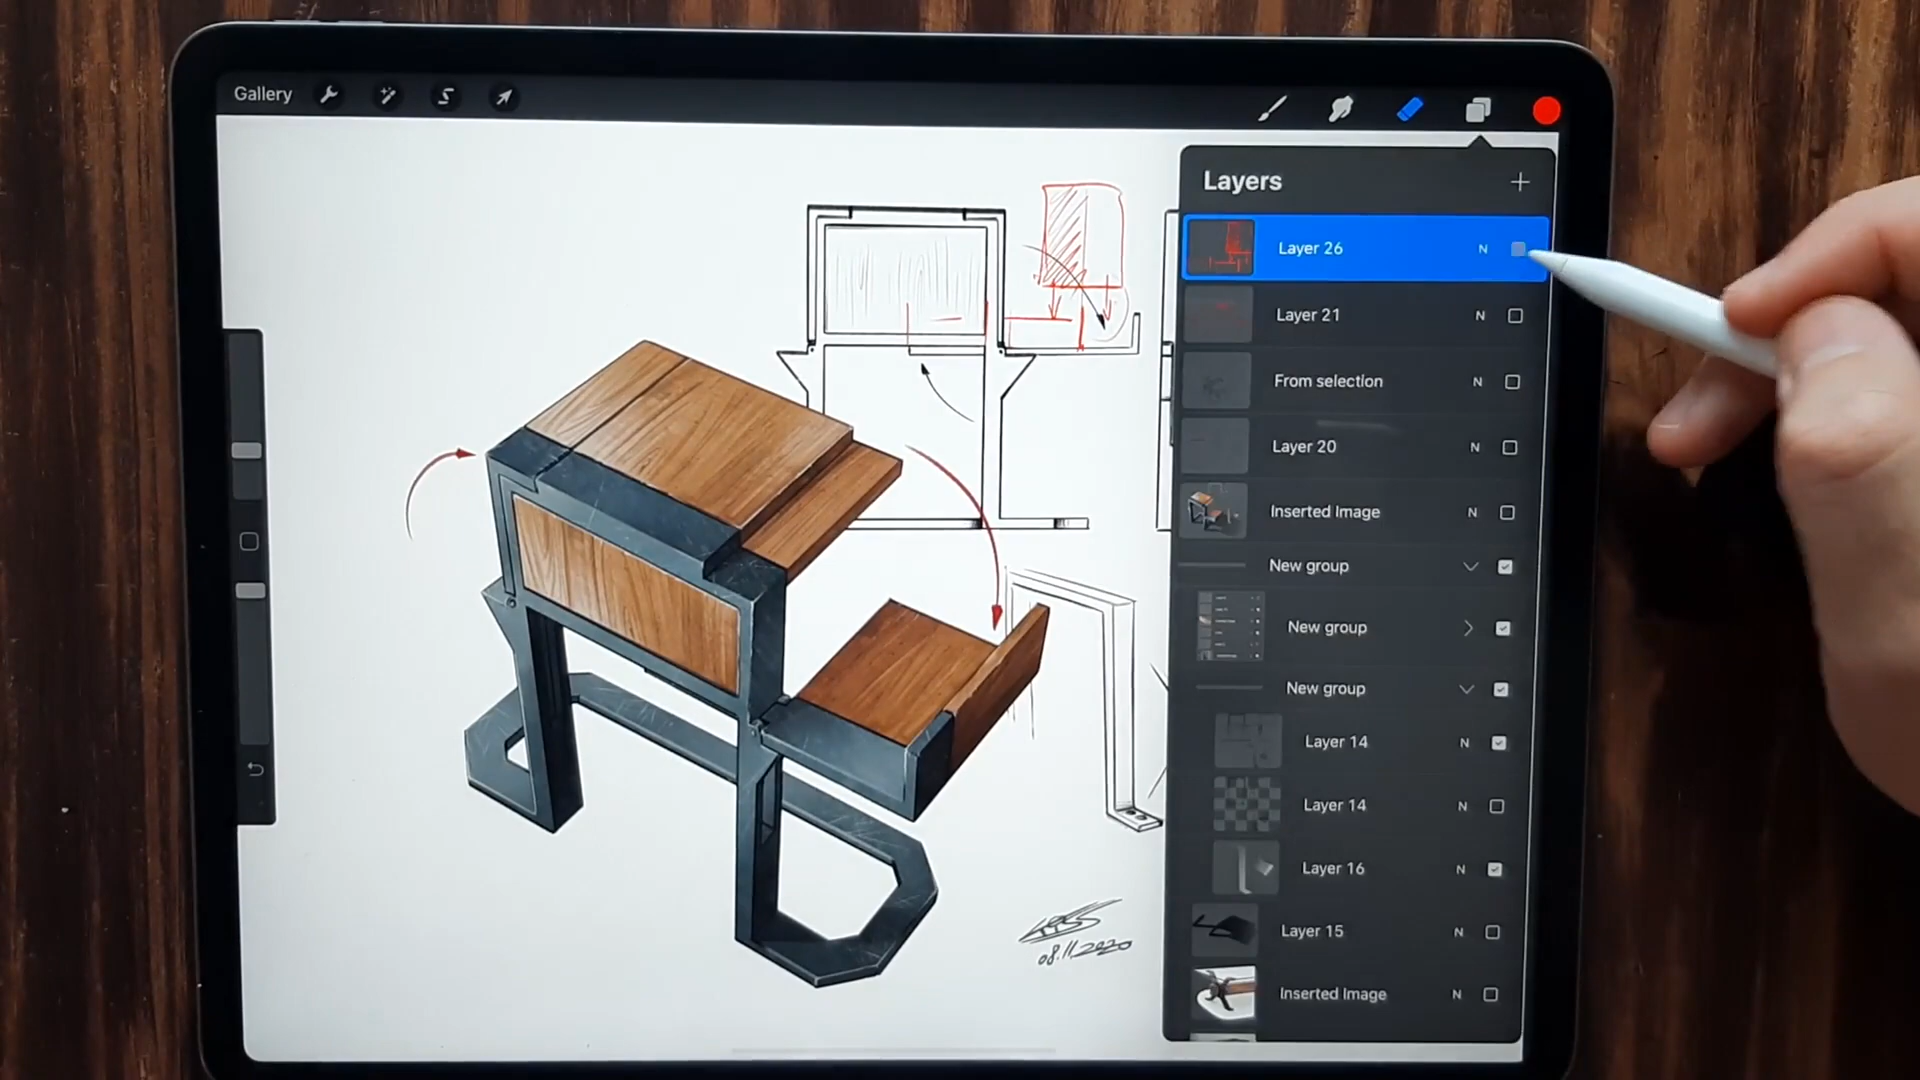 Gallery
Layers
Layer 26 N
Layer 21 N
From selection N
Layer 20 N
Inserted Image N
New group
New group
New group
Layer 14 N
Layer 14 N
Layer 16 N
Layer 15 N
Inserted Image N
08.11.2020